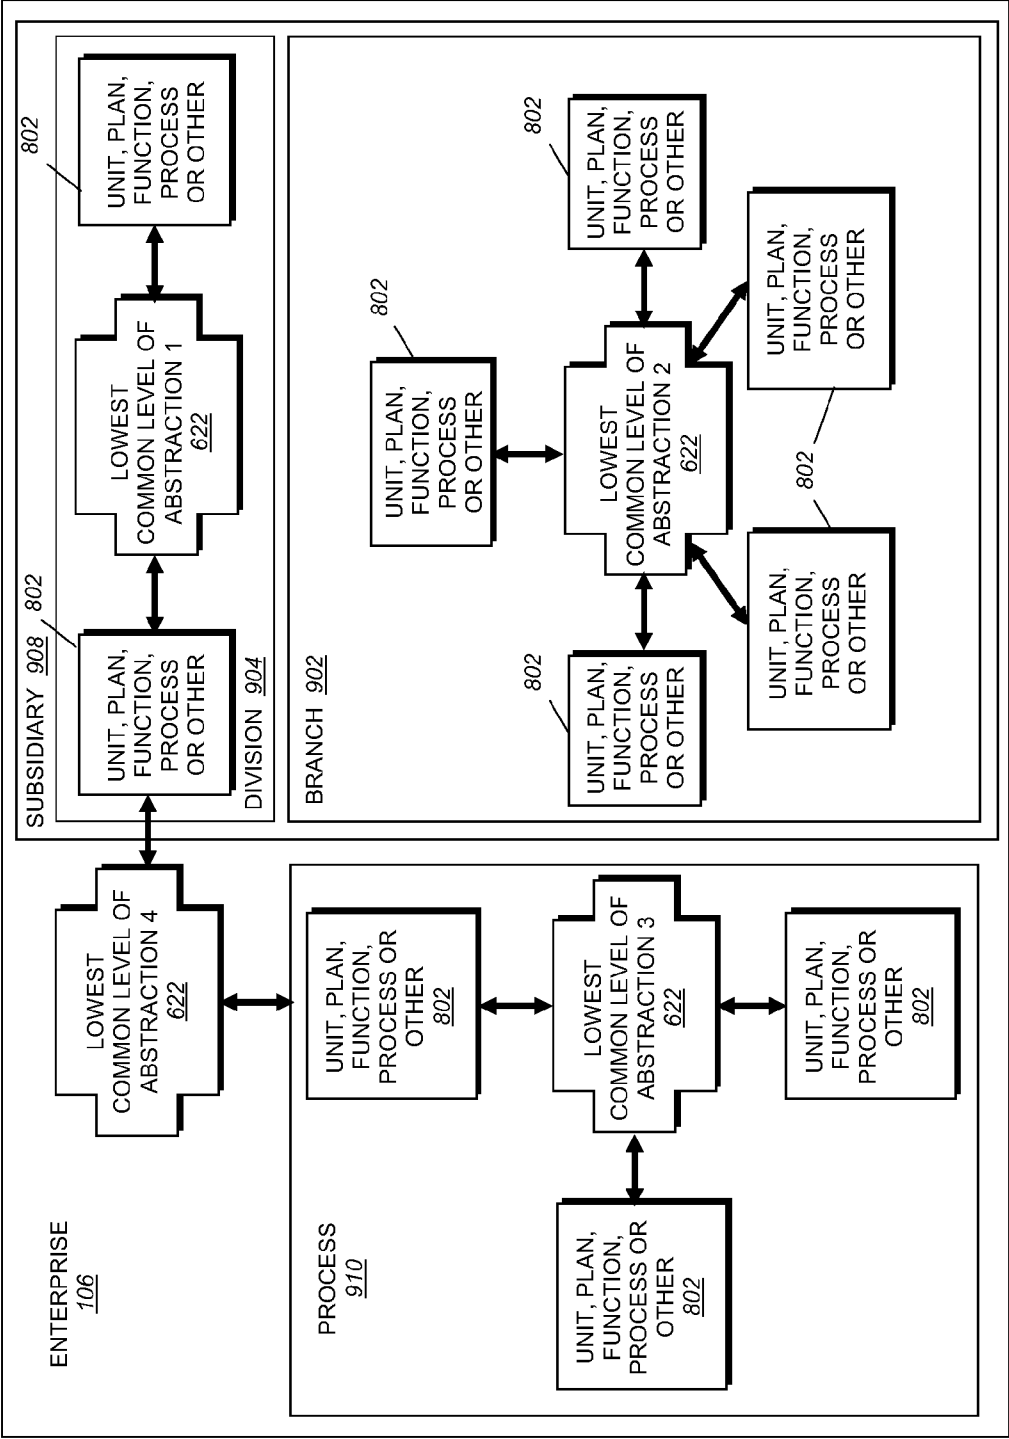 ENTERPRISE
106
LOWEST
COMMON LEVEL OF
ABSTRACTION 4
622
SUBSIDIARY 908
802
UNIT, PLAN,
FUNCTION,
PROCESS
OR OTHER
LOWEST
COMMON LEVEL OF
ABSTRACTION 1
622
802
UNIT, PLAN,
FUNCTION,
PROCESS
OR OTHER
DIVISION 904
PROCESS
910
UNIT, PLAN,
FUNCTION,
PROCESS OR
OTHER
802
UNIT, PLAN,
FUNCTION,
PROCESS OR
OTHER
802
LOWEST
COMMON LEVEL OF
ABSTRACTION 3
622
UNIT, PLAN,
FUNCTION,
PROCESS OR
OTHER
802
BRANCH 902
802
UNIT, PLAN,
FUNCTION,
PROCESS
OR OTHER
802
UNIT, PLAN,
FUNCTION,
PROCESS
OR OTHER
LOWEST
COMMON LEVEL OF
ABSTRACTION 2
622
802
UNIT, PLAN,
FUNCTION,
PROCESS
OR OTHER
802
UNIT, PLAN,
FUNCTION,
PROCESS
OR OTHER
UNIT, PLAN,
FUNCTION,
PROCESS
OR OTHER